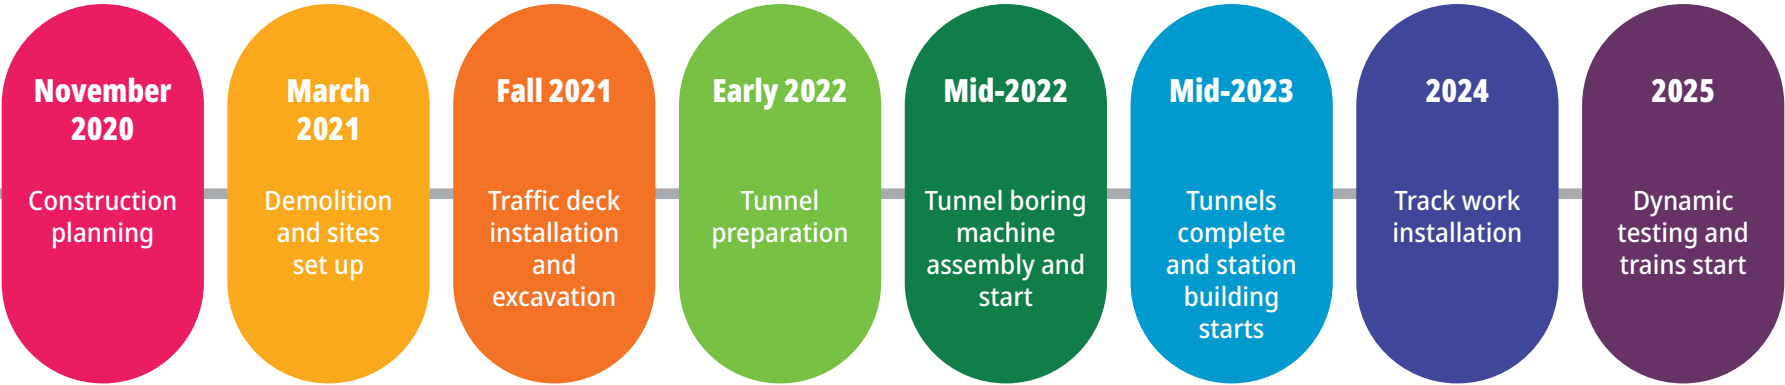 November
2020
Construction
planning
March
2021
Demolition
and sites
set up
Fall 2021
Traffic deck
installation
and
excavation
Early 2022
Tunnel
preparation
Mid-2022
Tunnel boring
machine
assembly and
start
Mid-2023
Tunnels
complete
and station
building
starts
2024
Track work
installation
2025
Dynamic
testing and
trains start